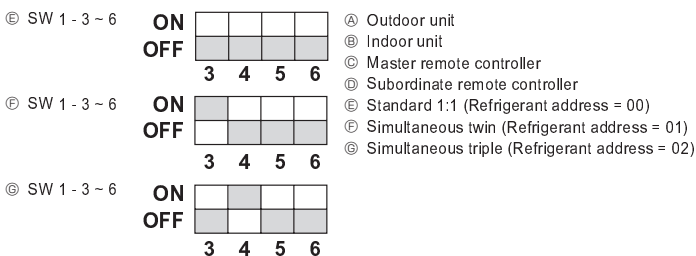 Ⓔ SW 1 - 3 ~ 6
ON
OFF
3 4 5 6
Ⓕ SW 1 - 3 ~ 6
ON
OFF
3 4 5 6
Ⓖ SW 1 - 3 ~ 6
ON
OFF
3 4 5 6
Ⓐ Outdoor unit
Ⓑ Indoor unit
Ⓒ Master remote controller
Ⓓ Subordinate remote controller
Ⓔ Standard 1:1 (Refrigerant address = 00)
Ⓕ Simultaneous twin (Refrigerant address = 01)
Ⓖ Simultaneous triple (Refrigerant address = 02)